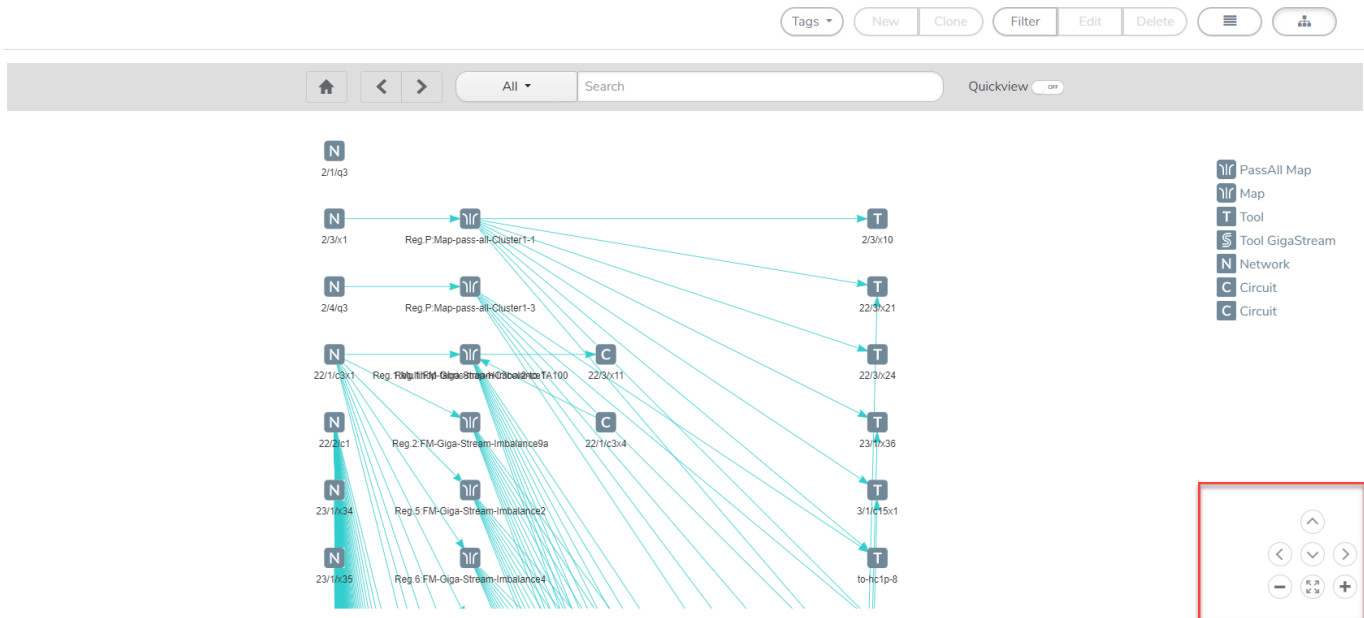 Tags New Clone Filter Edit Delete
All Search Quickview OFF
N
2/1/q3
PassAll Map
Map
T Tool
Tool GigaStream
N Network
C Circuit
C Circuit
N T
2/3/x1 Reg.P:Map-pass-all-Cluster1-1 2/3/x10
N T
2/4/q3 Reg.P:Map-pass-all-Cluster1-3 22/3/x21
N C T
22/1/c3x1 22/3/x11 22/3/x24
N C T
22/2/c1 Reg.2:FM-Giga-Stream-Imbalance9a 22/1/c3x4 23/1/x36
N T
23/1/x34 Reg.5:FM-Giga-Stream-Imbalance2 3/1/c15x1
N T
23/1/x35 Reg.6:FM-Giga-Stream-Imbalance4 to-hc1p-8